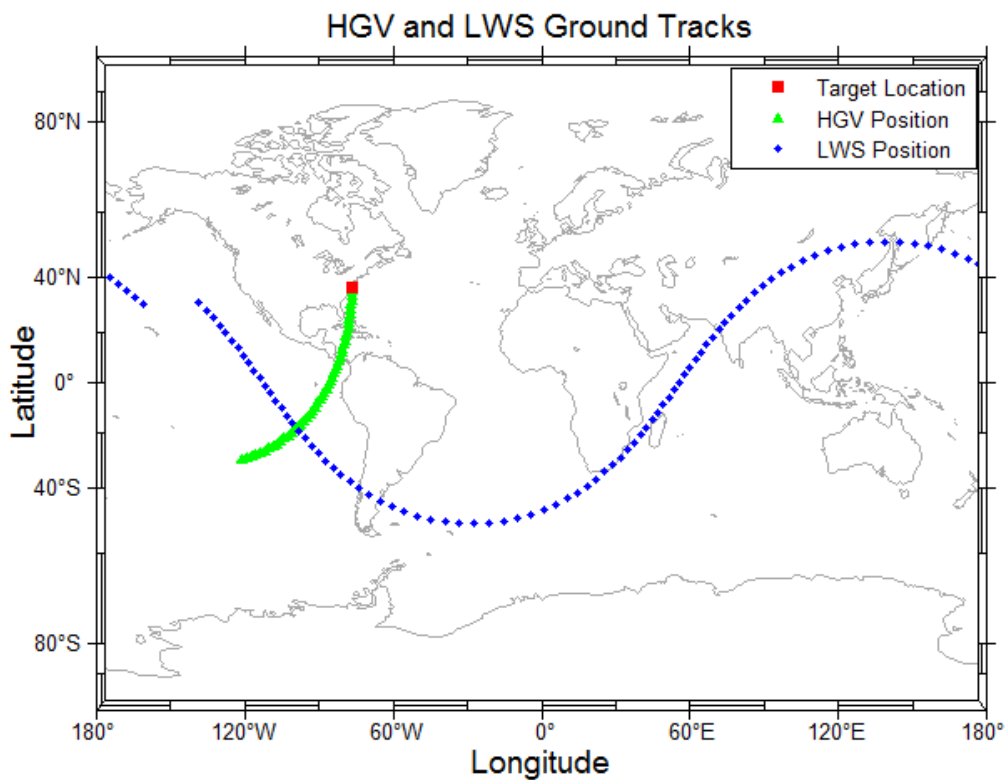 HGV and LWS Ground Tracks
Target Location
HGV Position
LWS Position
80°N
40°N
0°
40°S
80°S
Latitude
180° 120°W 60°W 0° 60°E 120°E 180°
Longitude